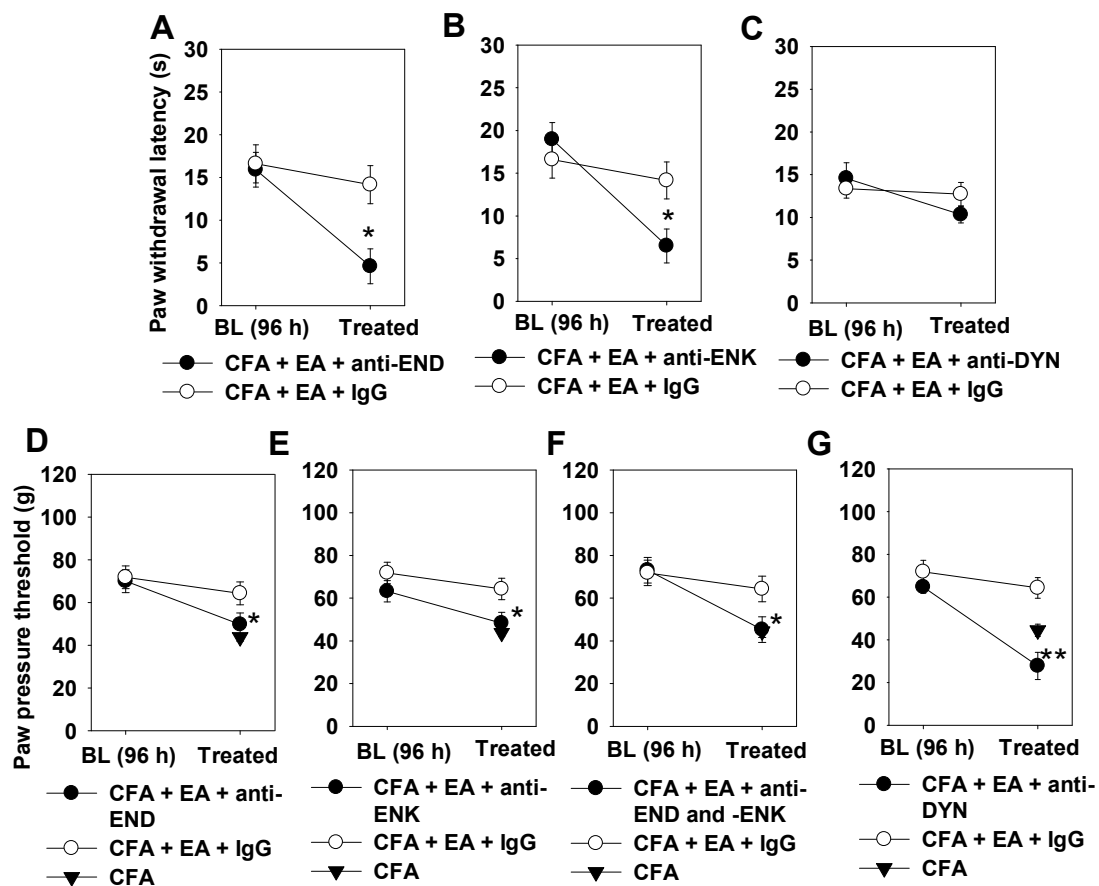 A
B
C
Paw withdrawal latency (s)
30
25
20
15
10
5
0
30
25
20
15
10
5
0
30
25
20
15
10
5
0
*
*
BL (96 h) Treated
BL (96 h) Treated
BL (96 h) Treated
CFA + EA + anti-END
CFA + EA + IgG
CFA + EA + anti-ENK
CFA + EA + IgG
CFA + EA + anti-DYN
CFA + EA + IgG
D
E
F
G
Paw pressure threshold (g)
120
100
80
60
40
20
0
120
100
80
60
40
20
0
120
100
80
60
40
20
0
120
100
80
60
40
20
0
*
*
*
**
BL (96 h) Treated
BL (96 h) Treated
BL (96 h) Treated
BL (96 h) Treated
CFA + EA + anti-
END
CFA + EA + IgG
CFA
CFA + EA + anti-
ENK
CFA + EA + IgG
CFA
CFA + EA + anti-
END and -ENK
CFA + EA + IgG
CFA
CFA + EA + anti-
DYN
CFA + EA + IgG
CFA